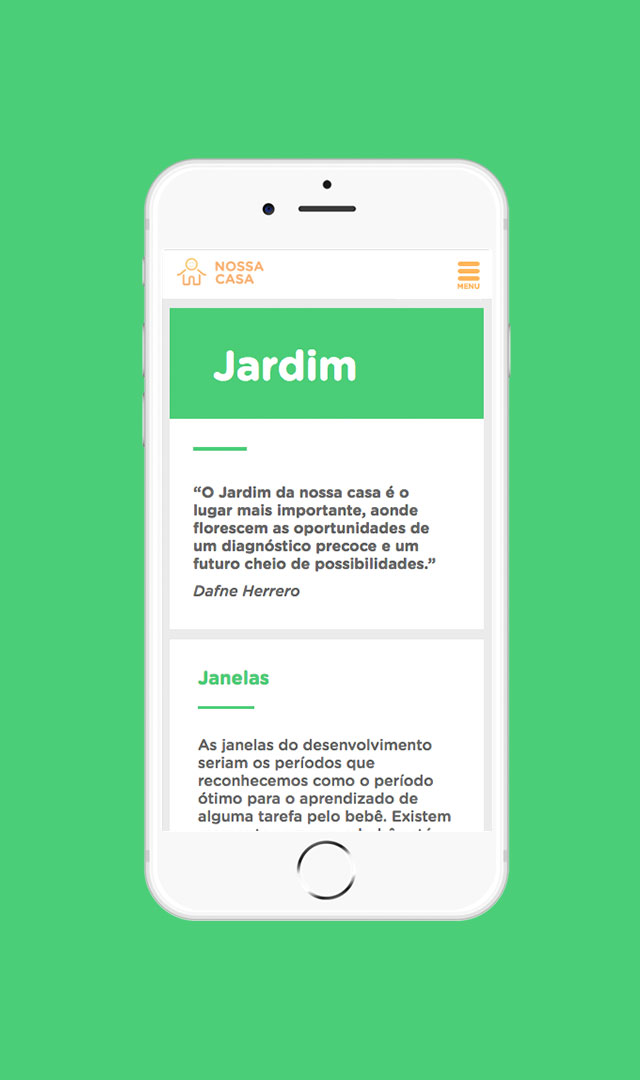 NOSSA
CASA
MENU
Jardim
“O Jardim da nossa casa é o
lugar mais importante, aonde
florescem as oportunidades de
um diagnóstico precoce e um
futuro cheio de possibilidades.”
Dafne Herrero
Janelas
As janelas do desenvolvimento
seriam os períodos que
reconhecemos como o período
ótimo para o aprendizado de
alguma tarefa pelo bebê. Existem